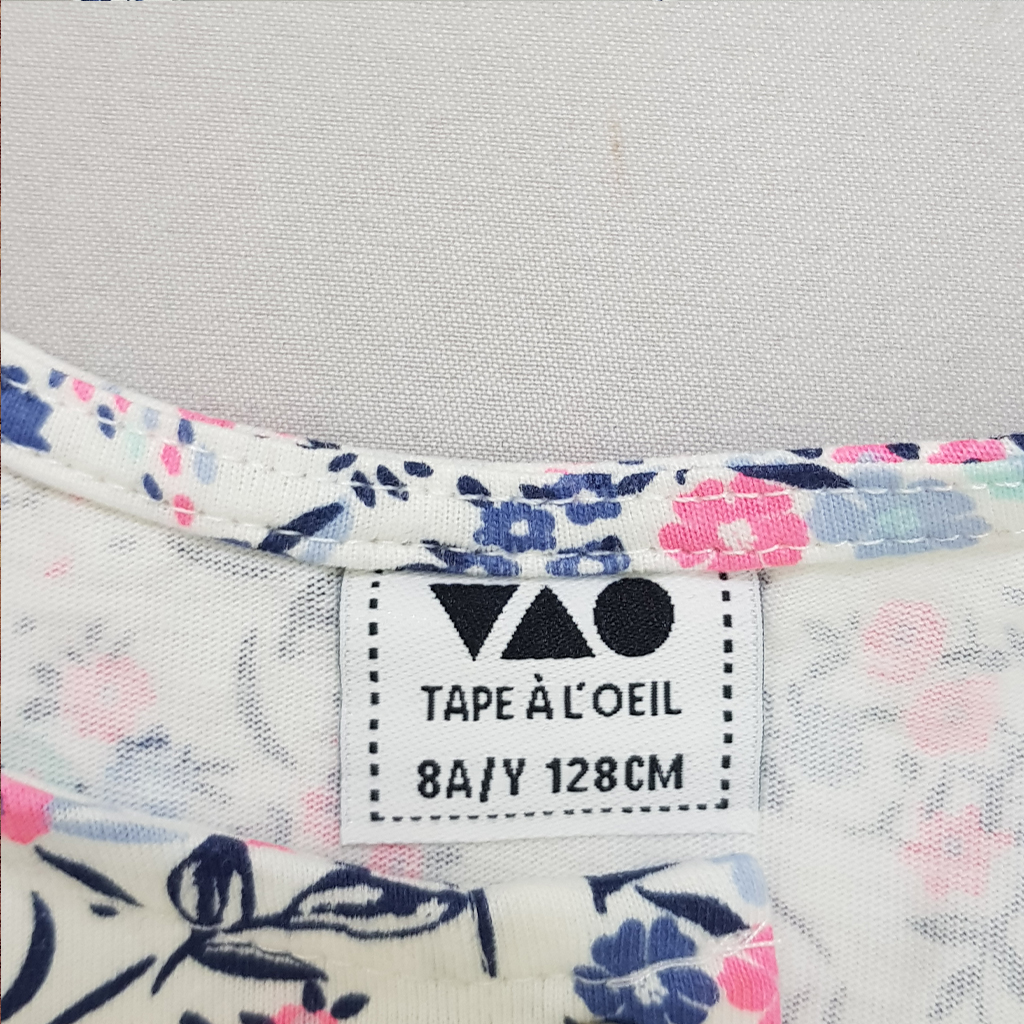 TAPE À L'OEIL
8A/Y 128CM